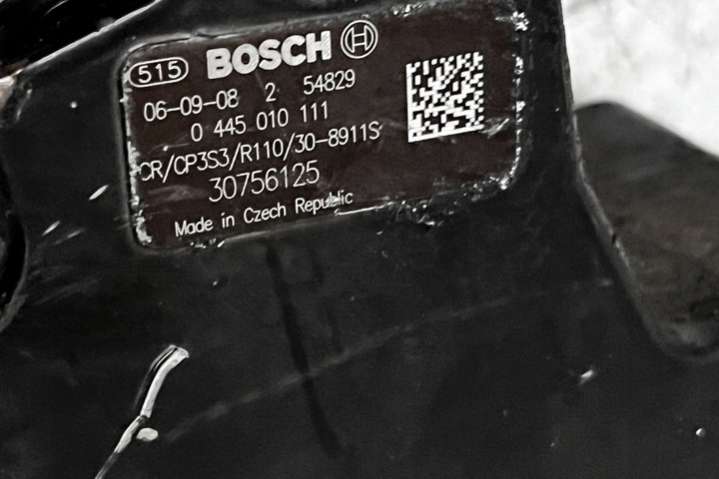 515 BOSCH
06-09-08 2 54829
0 445 010 111
CR/CP3S3/R110/30-8911S
30756125
Made in Czech Republic